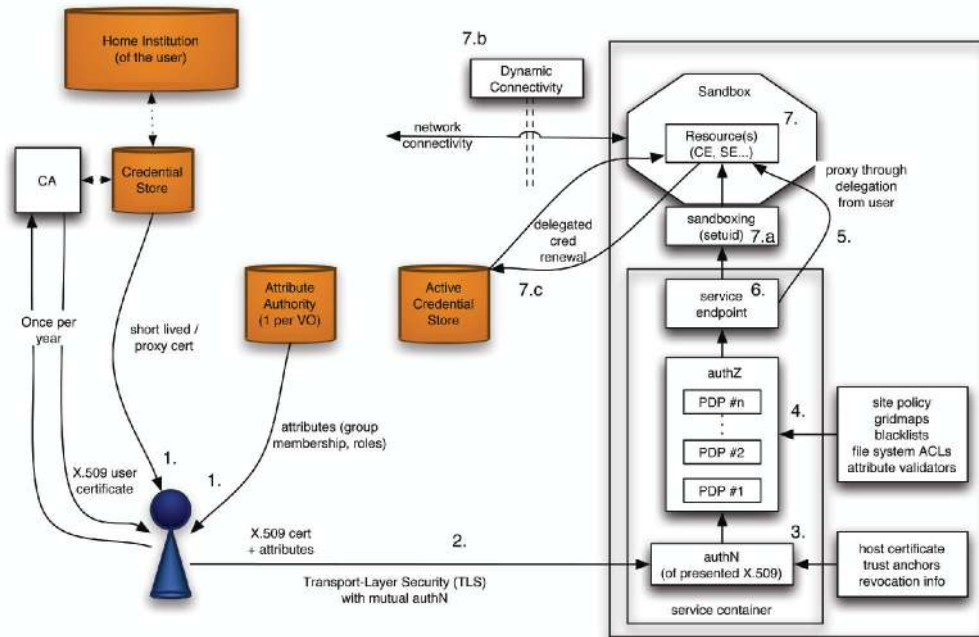 Home Institution
(of the user)
CA
Credential
Store
Once per
year
short lived /
proxy cert
Attribute
Authority
(1 per VO)
attributes (group
membership, roles)
1.
1.
X.509 user
certificate
X.509 cert
+ attributes
2.
Transport-Layer Security (TLS)
with mutual authN
7.b
Dynamic
Connectivity
network
connectivity
delegated
cred
renewal
7.c
Active
Credential
Store
Sandbox
Resource(s)
(CE, SE...)
7.
proxy through
delegation
from user
5.
sandboxing
(setuid)
7.a
6.
service
endpoint
authZ
PDP #n
PDP #2
PDP #1
4.
site policy
gridmaps
blacklists
file system ACLs
attribute validators
3.
authN
(of presented X.509)
host certificate
trust anchors
revocation info
service container